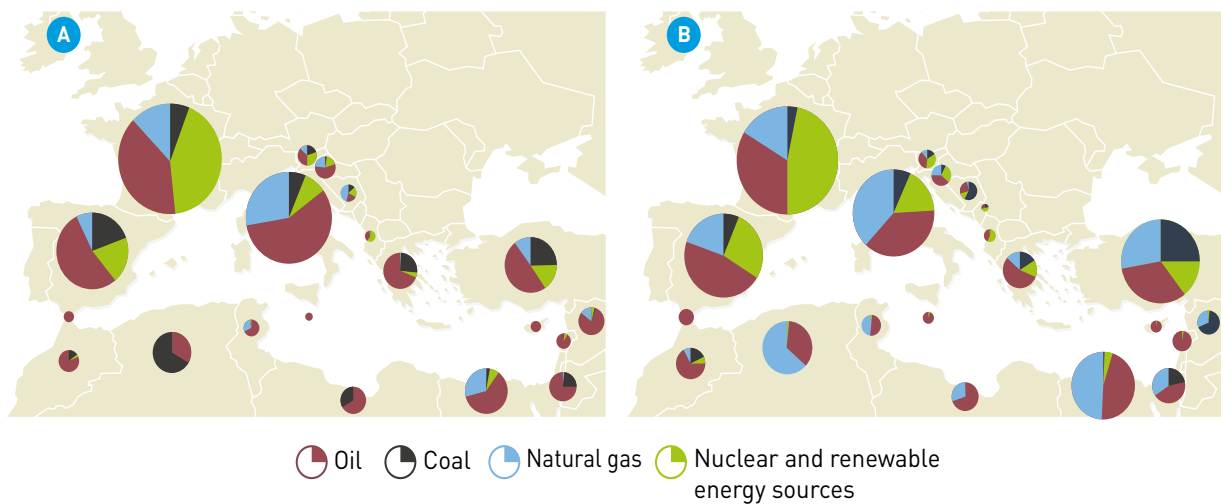 A
B
Oil
Coal
Natural gas
Nuclear and renewable
energy sources